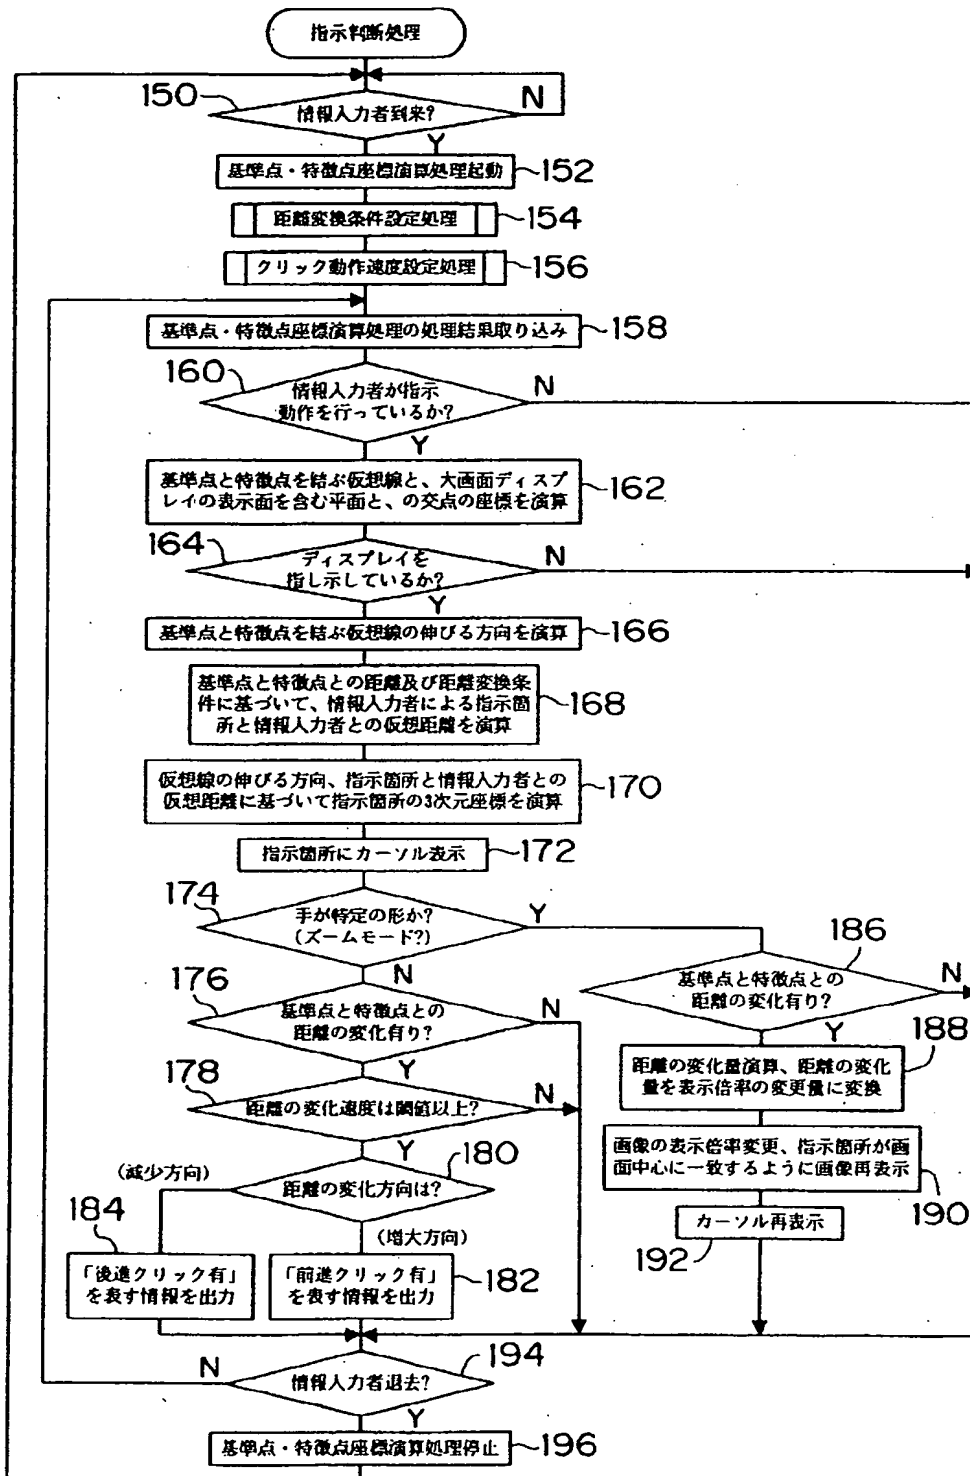 指示判断処理
150
情報入力者到来?
N
Y
基準点・特徴点座標演算処理起動
152
距離変換条件設定処理
154
クリック動作速度設定処理
156
基準点・特徴点座標演算処理の処理結果取り込み
158
160
情報入力者が指示
動作を行っているか?
N
Y
基準点と特徴点を結ぶ仮想線と、大画面ディスプ
レイの表示面を含む平面と、の交点の座標を演算
162
164
ディスプレイを
指し示しているか?
N
Y
基準点と特徴点を結ぶ仮想線の伸びる方向を演算
166
基準点と特徴点との距離及び距離変換条
件に基づいて、情報入力者による指示箇
所と情報入力者との仮想距離を演算
168
仮想線の伸びる方向、指示箇所と情報入力者との
仮想距離に基づいて指示箇所の3次元座標を演算
170
指示箇所にカーソル表示
172
174
手が特定の形か?
(ズームモード?)
Y
N
176
基準点と特徴点との
距離の変化有り?
N
Y
178
距離の変化速度は閾値以上?
N
Y
180
距離の変化方向は?
(減少方向)
(増大方向)
184
「後進クリック有」
を表す情報を出力
「前進クリック有」
を表す情報を出力
182
186
基準点と特徴点との
距離の変化有り?
N
Y
188
距離の変化量演算、距離の変化
量を表示倍率の変更量に変換
画像の表示倍率変更、指示箇所が画
面中心に一致するように画像再表示
190
カーソル再表示
192
194
N
情報入力者退去?
Y
基準点・特徴点座標演算処理停止
196